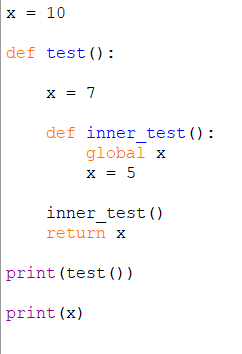 x = 10
def test():
    x = 7
    def inner_test():
        global x
        x = 5
    inner_test()
    return x
print(test())
print(x)